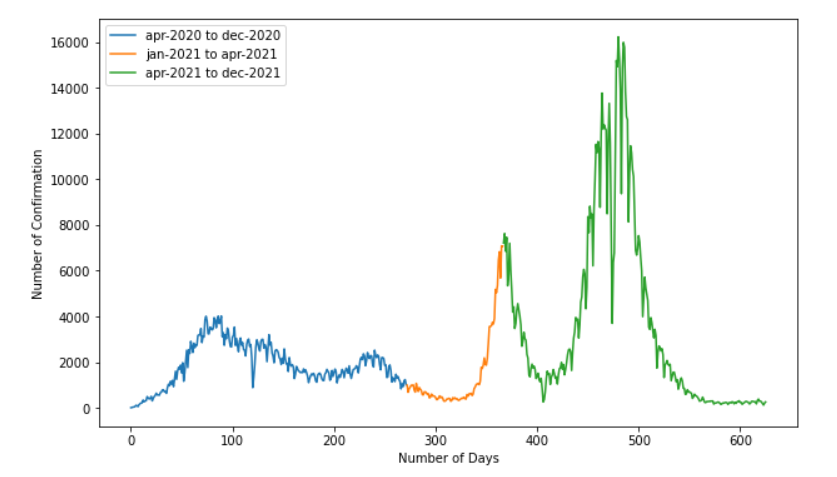 apr-2020 to dec-2020
jan-2021 to apr-2021
apr-2021 to dec-2021
16000
14000
12000
10000
8000
6000
4000
2000
0
Number of Confirmation
0 100 200 300 400 500 600
Number of Days